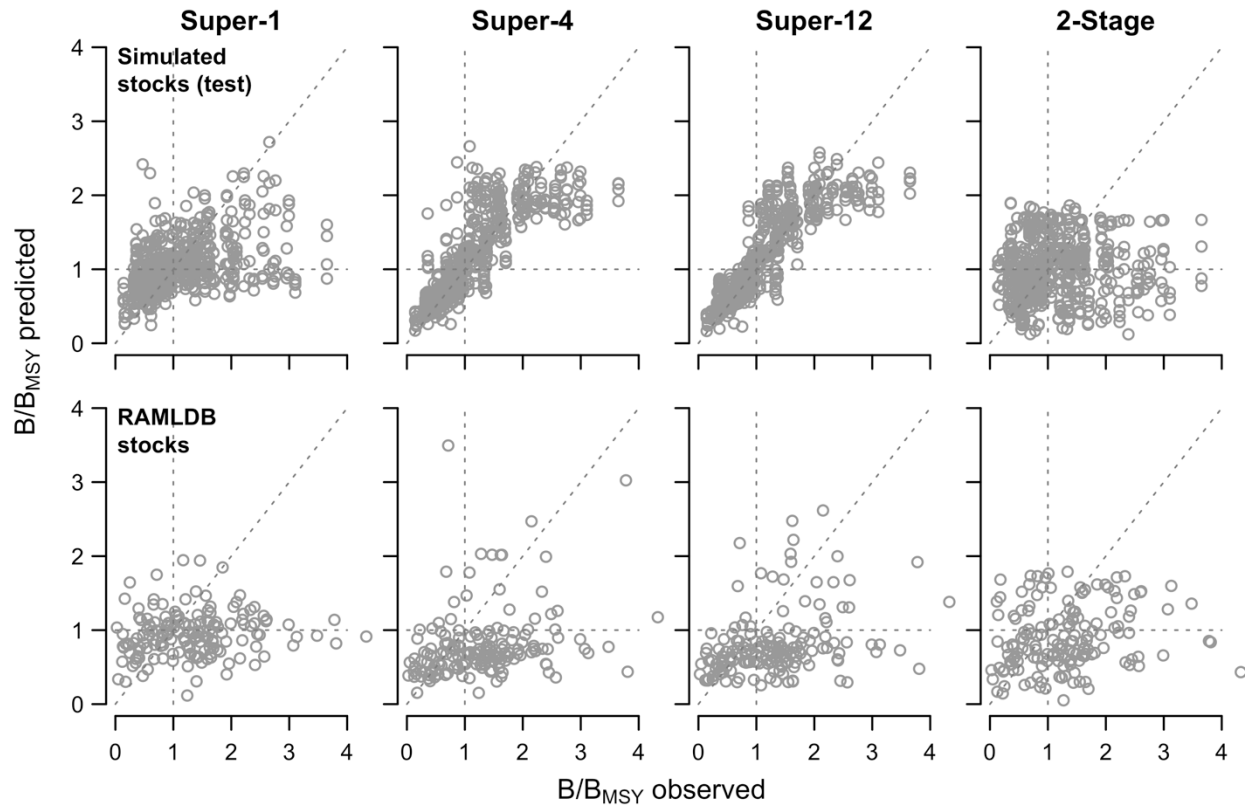 Super-1 Super-4 Super-12 2-Stage
Simulated
stocks (test)
4
3
2
1
0
B/BMSY predicted
RAMLDB
stocks
4
3
2
1
0
0 1 2 3 4 0 1 2 3 4 0 1 2 3 4 0 1 2 3 4
B/BMSY observed